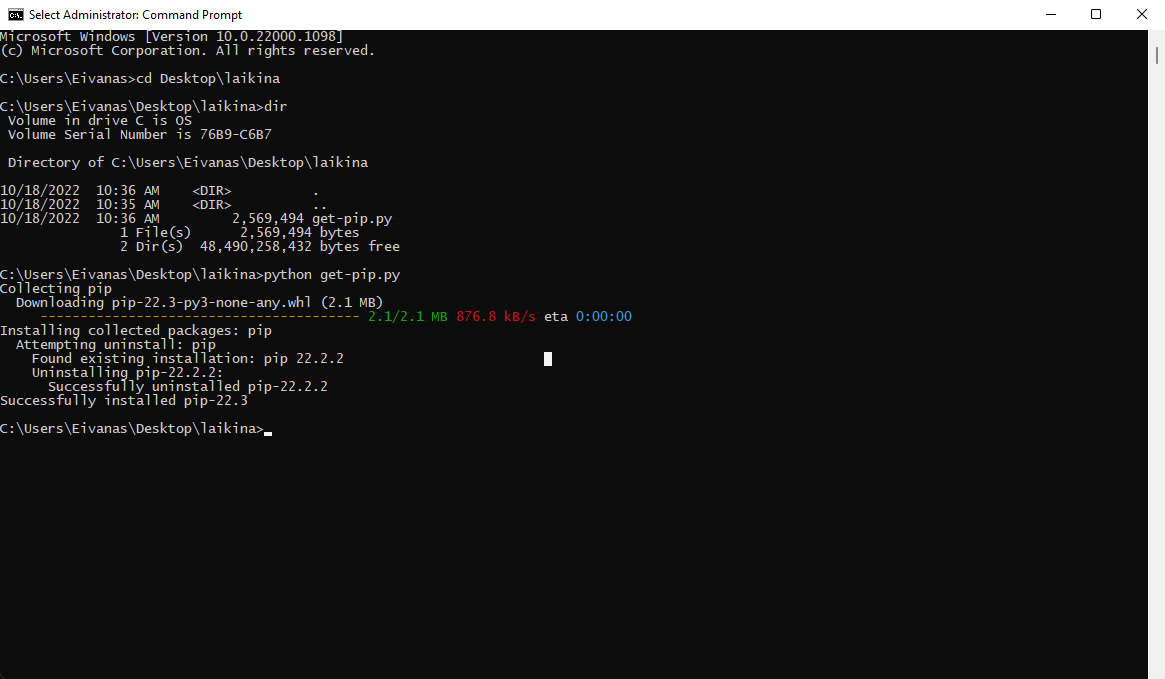 Select Administrator: Command Prompt
Microsoft Windows [Version 10.0.22000.1098]
(c) Microsoft Corporation. All rights reserved.
C:\Users\Eivanas>cd Desktop\laikina
C:\Users\Eivanas\Desktop\laikina>dir
 Volume in drive C is OS
 Volume Serial Number is 76B9-C6B7
 Directory of C:\Users\Eivanas\Desktop\laikina
10/18/2022  10:36 AM    <DIR>          .
10/18/2022  10:35 AM    <DIR>          ..
10/18/2022  10:36 AM         2,569,494 get-pip.py
               1 File(s)      2,569,494 bytes
               2 Dir(s)  48,490,258,432 bytes free
C:\Users\Eivanas\Desktop\laikina>python get-pip.py
Collecting pip
  Downloading pip-22.3-py3-none-any.whl (2.1 MB)
     ---------------------------------------- 2.1/2.1 MB 876.8 kB/s eta 0:00:00
Installing collected packages: pip
  Attempting uninstall: pip
    Found existing installation: pip 22.2.2
    Uninstalling pip-22.2.2:
      Successfully uninstalled pip-22.2.2
Successfully installed pip-22.3
C:\Users\Eivanas\Desktop\laikina>